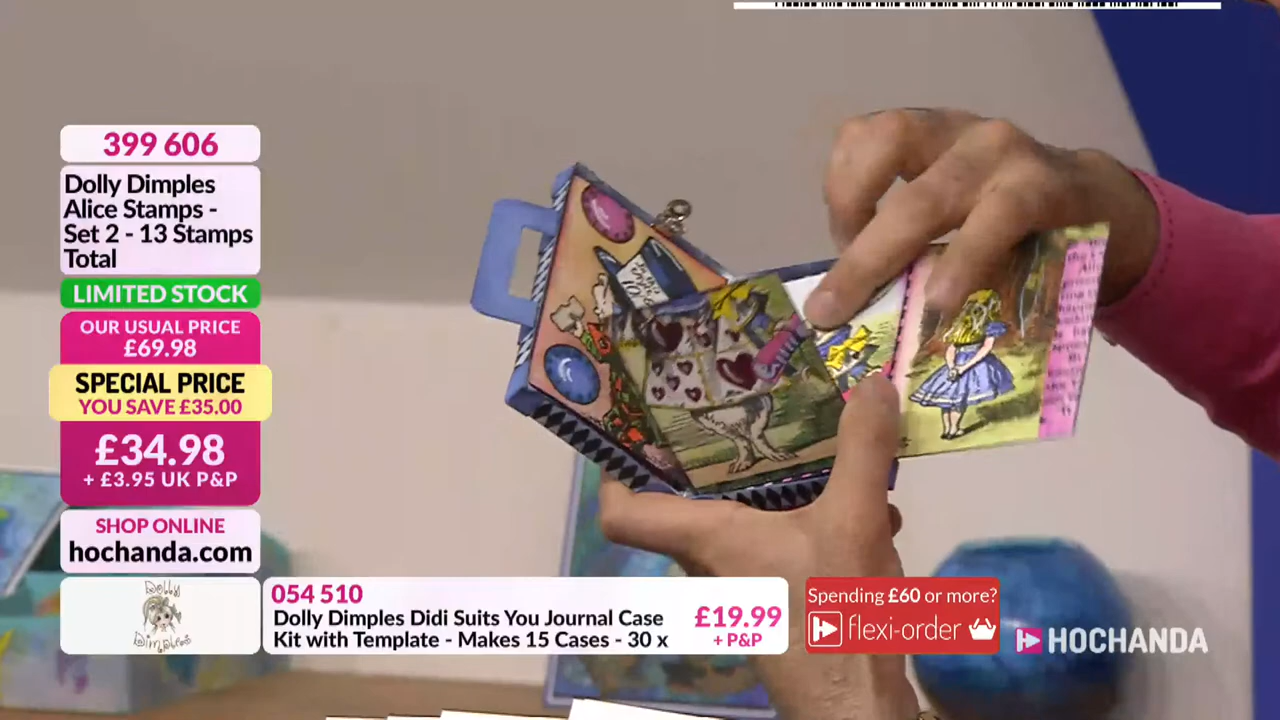 399 606
Dolly Dimples
Alice Stamps -
Set 2 - 13 Stamps
Total
LIMITED STOCK
OUR USUAL PRICE
£69.98
SPECIAL PRICE
YOU SAVE £35.00
£34.98
+ £3.95 UK P&P
SHOP ONLINE
hochanda.com
Dolly
Dimples
054 510
Dolly Dimples Didi Suits You Journal Case
Kit with Template - Makes 15 Cases - 30 x
£19.99
+ P&P
Spending £60 or more?
flexi-order
HOCHANDA